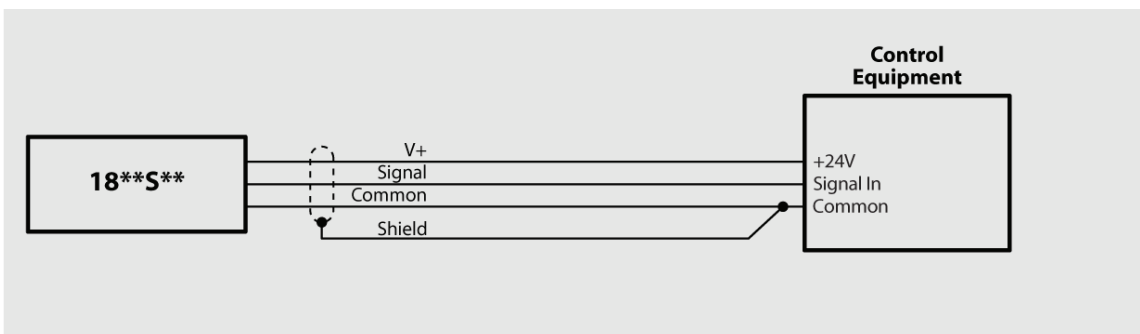 Control
Equipment
18**S**
V+
Signal
Common
Shield
+24V
Signal In
Common